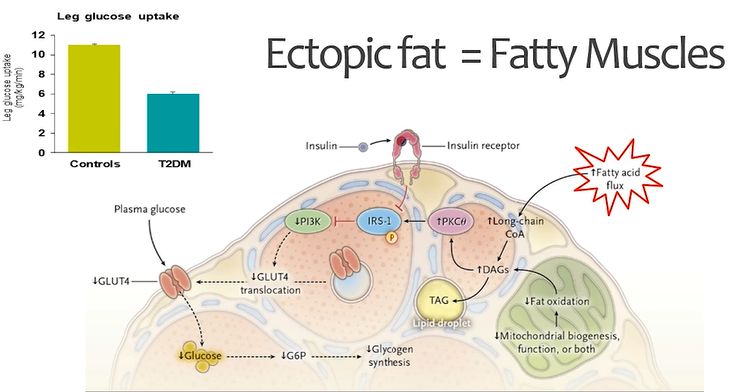 Leg glucose uptake
Ectopic fat = Fatty Muscles
Leg glucose uptake
(mg/kg/min)
12
10
8
6
4
2
0
Controls
T2DM
Insulin
Insulin receptor
↑Fatty acid
flux
Plasma glucose
↓PI3K
IRS-1
P
↑PKCθ
↑Long-chain
CoA
↓GLUT4
↓GLUT4
translocation
↑DAGs
TAG
Lipid droplet
↓Fat oxidation
↓Mitochondrial biogenesis,
function, or both
↓Glucose
↓G6P
↓Glycogen
synthesis